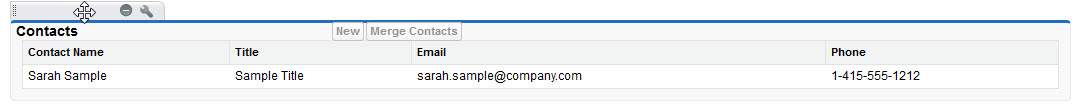 Contacts New Merge Contacts
Contact Name Title Email Phone
Sarah Sample Sample Title sarah.sample@company.com 1-415-555-1212